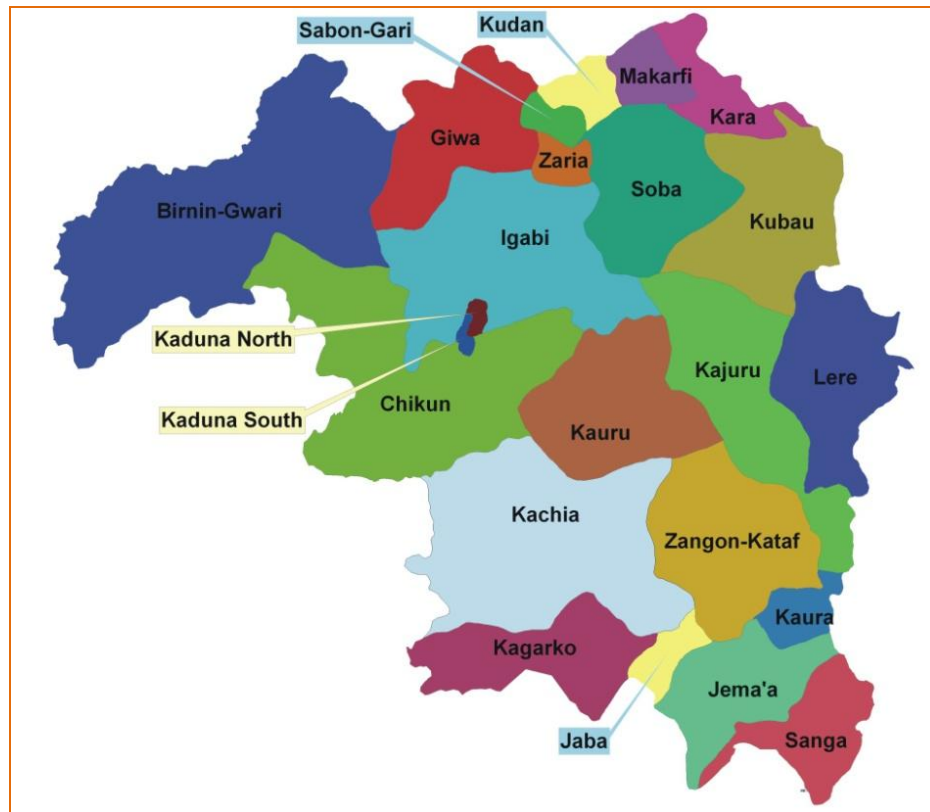 Kudan
Sabon-Gari
Makarfi
Kara
Giwa
Zaria
Soba
Birnin-Gwari
Kubau
Igabi
Kaduna North
Kajuru
Lere
Chikun
Kaduna South
Kauru
Kachia
Zangon-Kataf
Kaura
Kagarko
Jema'a
Jaba
Sanga